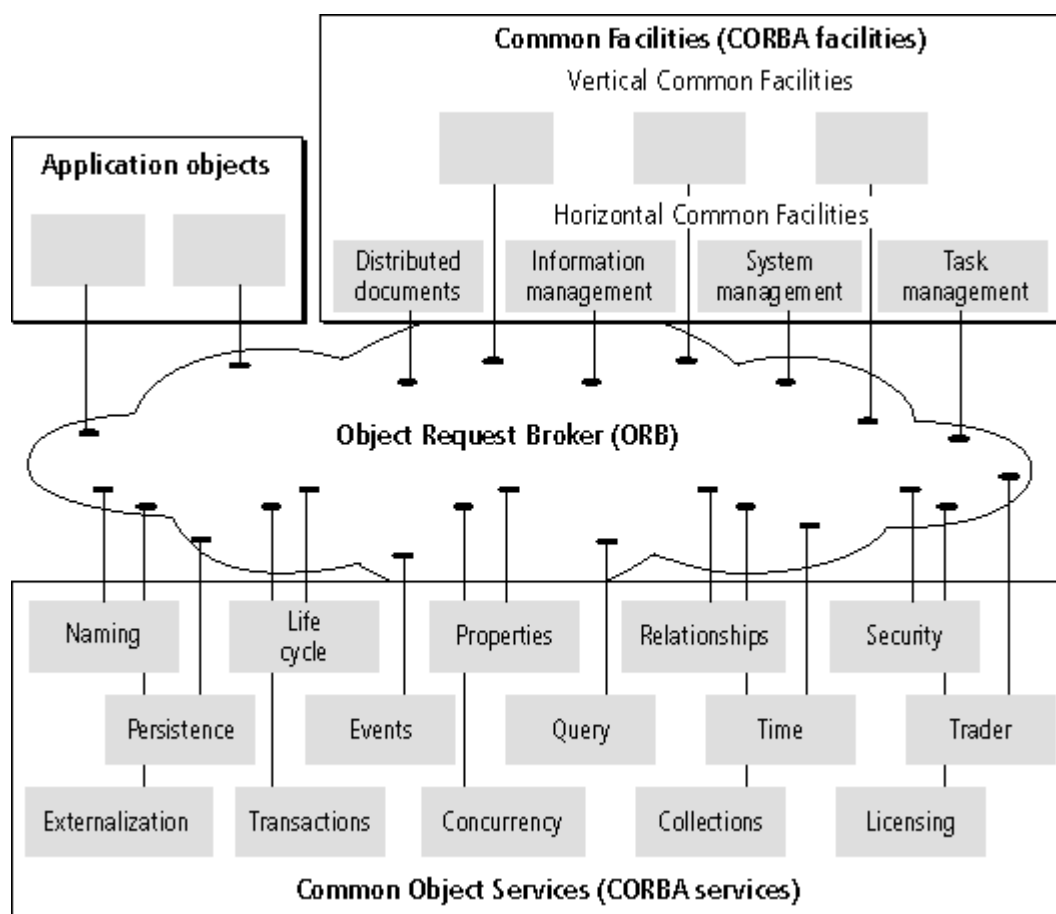 Common Facilities (CORBA facilities)
Vertical Common Facilities
Application objects
Horizontal Common Facilities
Distributed
documents
Information
management
System
management
Task
management
Object Request Broker (ORB)
Naming
Life
cycle
Properties
Relationships
Security
Persistence
Events
Query
Time
Trader
Externalization
Transactions
Concurrency
Collections
Licensing
Common Object Services (CORBA services)